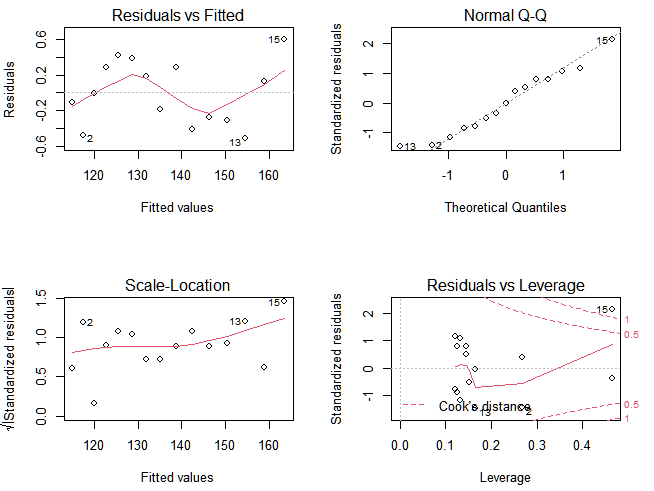 Residuals vs Fitted
Residuals
0.6
0.2
-0.2
-0.6
15
2
13
120 130 140 150 160
Fitted values
Normal Q-Q
Standardized residuals
2
1
0
-1
15
13
2
-1 0 1
Theoretical Quantiles
Scale-Location
√|Standardized residuals|
1.5
1.0
0.5
0.0
15
2
13
120 130 140 150 160
Fitted values
Residuals vs Leverage
Standardized residuals
2
1
0
-1
15
1
0.5
0.5
1
Cook's distance
13
2
0.0 0.1 0.2 0.3 0.4
Leverage